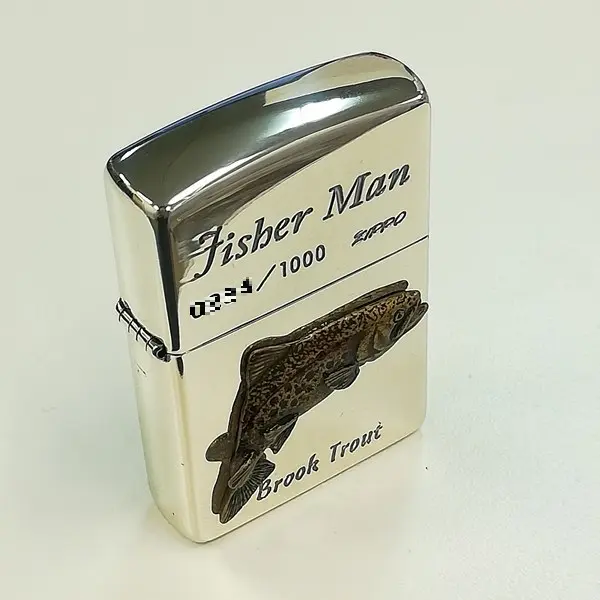 Fisher Man
/1000 ZIPPO
Brook Trout